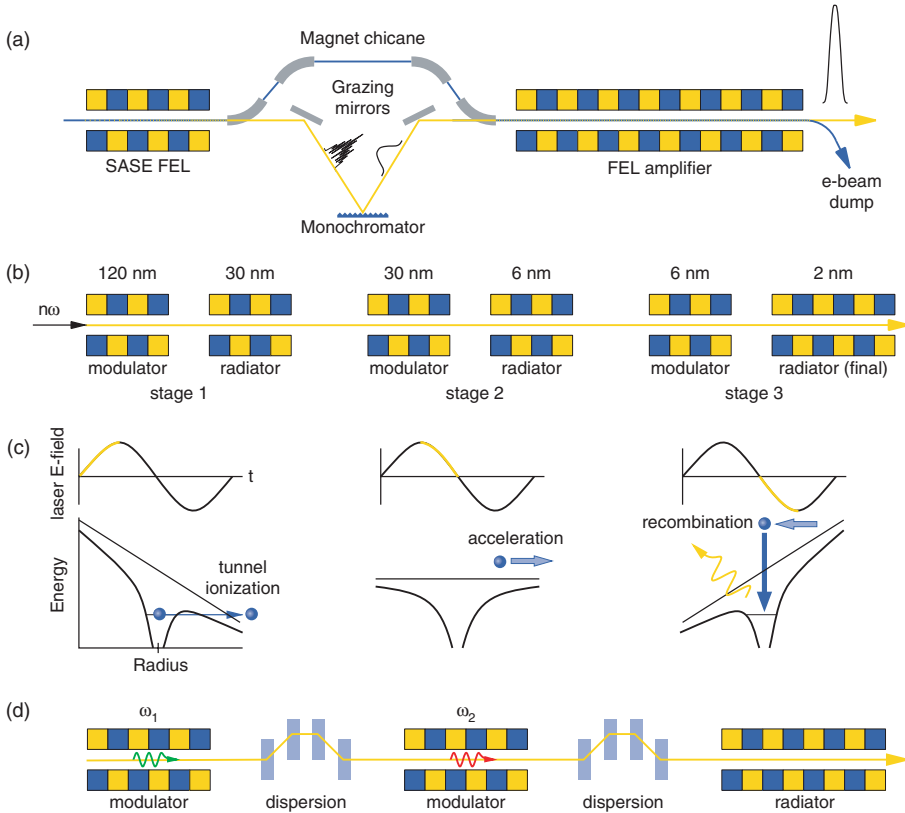 (a)
Magnet chicane
Grazing
mirrors
SASE FEL
FEL amplifier
Monochromator
e-beam
dump
(b)
120 nm 30 nm 30 nm 6 nm 6 nm 2 nm
nω
modulator radiator modulator radiator modulator radiator (final)
stage 1 stage 2 stage 3
(c)
laser E-field
t
Energy
tunnel
ionization
Radius
acceleration
recombination
(d)
ω1 ω2
modulator dispersion modulator dispersion radiator